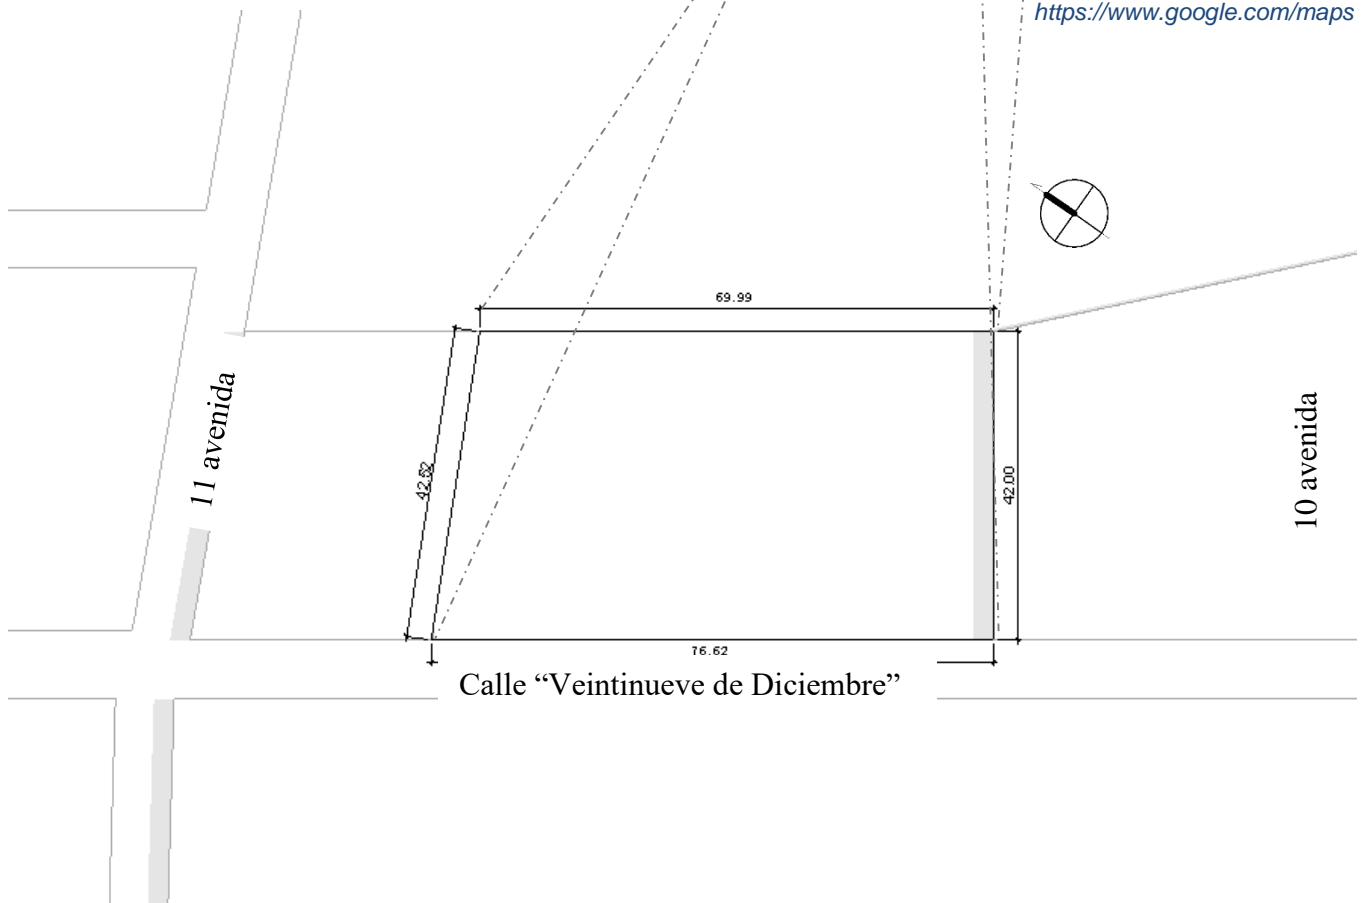 https://www.google.com/maps
69.99
11 avenida
42.52
42.00
10 avenida
76.62
Calle “Veintinueve de Diciembre”